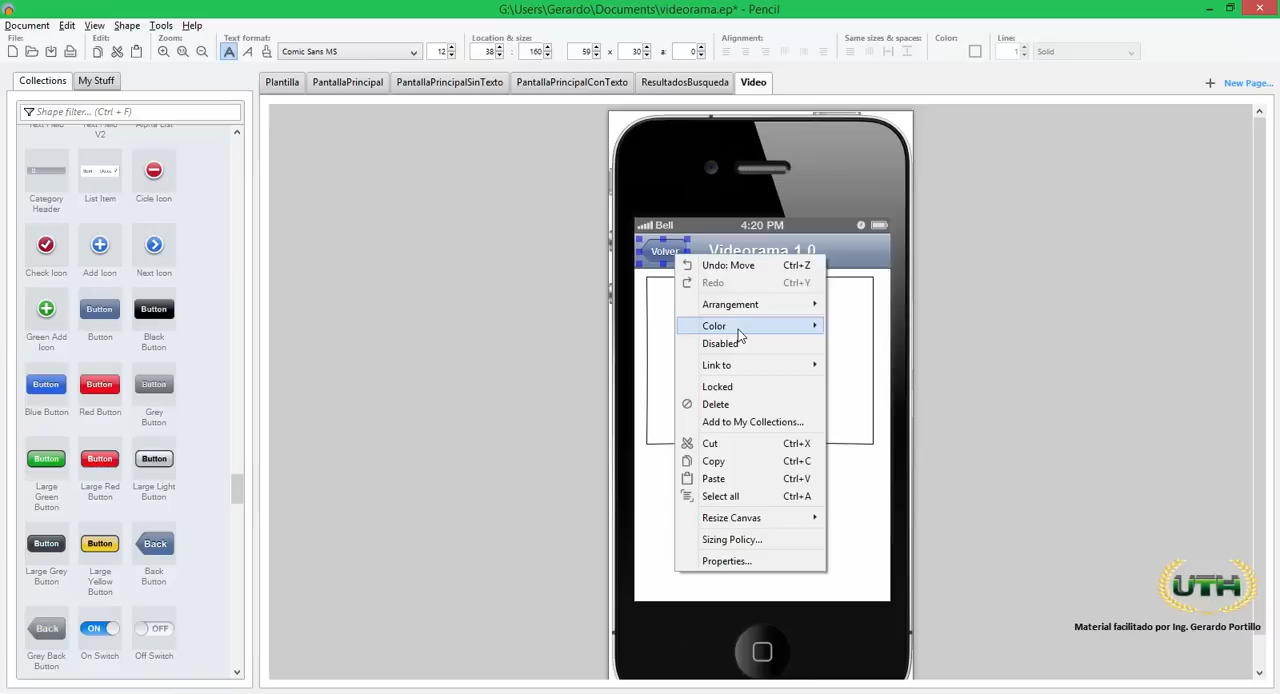 G:\Users\Gerardo\Documents\videorama.ep* - Pencil
Document Edit View Shape Tools Help
File: Edit: Zoom: Text format: Location & size: Alignment: Same sizes & spaces: Color: Line:
Comic Sans MS 12 38 : 160 59 x 30 a: 0 1 Solid
Collections My Stuff
Plantilla PantallaPrincipal PantallaPrincipalSinTexto PantallaPrincipalConTexto ResultadosBusqueda Video
New Page...
Shape filter... (Ctrl + F)
Text Field Text Field V2 Alpha List
Category Header List Item Cicle Icon
Check Icon Add Icon Next Icon
Button Button
Green Add Icon Button Black Button
Button Button Button
Blue Button Red Button Grey Button
Button Button Button
Large Green Button Large Red Button Large Light Button
Button Button Back
Large Grey Button Large Yellow Button Back Button
Back ON OFF
Grey Back Button On Switch Off Switch
Bell 4:20 PM
Volver Videorama 1.0
Undo: Move Ctrl+Z
Redo Ctrl+Y
Arrangement
Color
Disabled
Link to
Locked
Delete
Add to My Collections...
Cut Ctrl+X
Copy Ctrl+C
Paste Ctrl+V
Select all Ctrl+A
Resize Canvas
Sizing Policy...
Properties...
UTH
Material facilitado por Ing. Gerardo Portillo